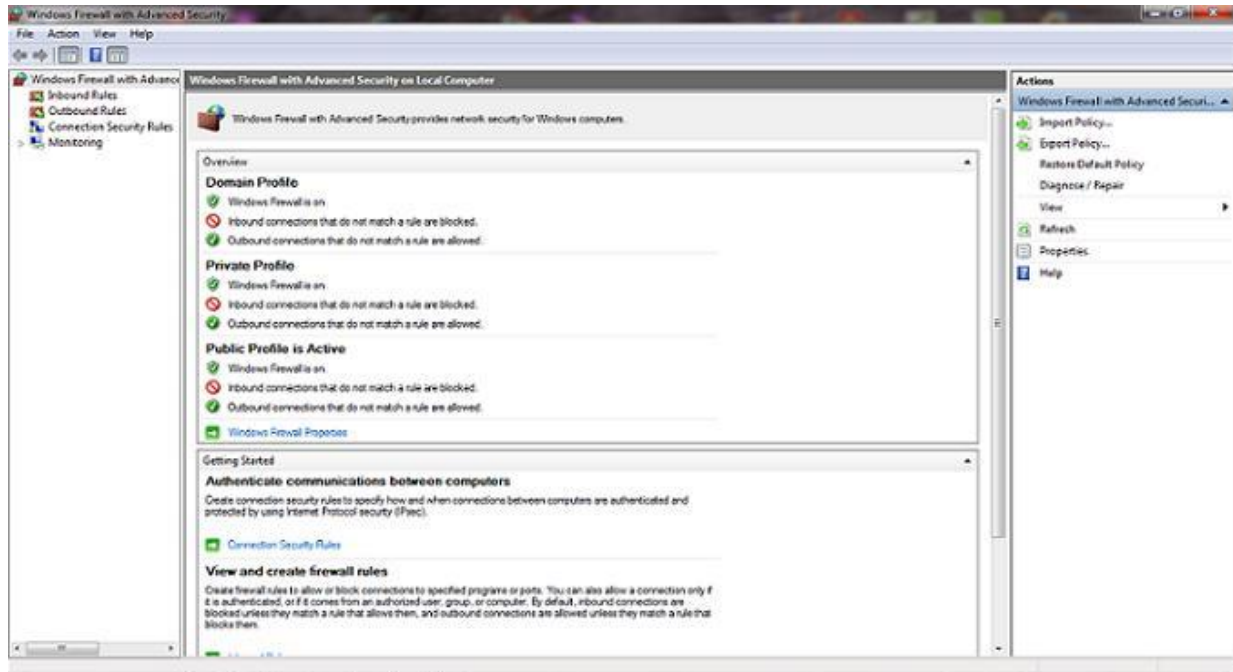 Windows Firewall with Advanced Security
File Action View Help
Windows Firewall with Advance
Inbound Rules
Outbound Rules
Connection Security Rules
Monitoring
Windows Firewall with Advanced Security on Local Computer
Windows Firewall with Advanced Security provides network security for Windows computers.
Overview
Domain Profile
Windows Firewall is on
Inbound connections that do not match a rule are blocked.
Outbound connections that do not match a rule are allowed.
Private Profile
Windows Firewall is on
Inbound connections that do not match a rule are blocked.
Outbound connections that do not match a rule are allowed.
Public Profile is Active
Windows Firewall is on
Inbound connections that do not match a rule are blocked.
Outbound connections that do not match a rule are allowed.
Windows Firewall Properties
Getting Started
Authenticate communications between computers
Create connection security rules to specify how and when connections between computers are authenticated and
protected by using Internet Protocol security (IPsec).
Connection Security Rules
View and create firewall rules
Create firewall rules to allow or block connections to specified programs or ports. You can also allow a connection only if
it is authenticated, or if it comes from an authorized user, group, or computer. By default, inbound connections are
blocked unless they match a rule that allows them, and outbound connections are allowed unless they match a rule that
blocks them.
Actions
Windows Firewall with Advanced Securi...
Import Policy...
Export Policy...
Restore Default Policy
Diagnose / Repair
View
Refresh
Properties
Help